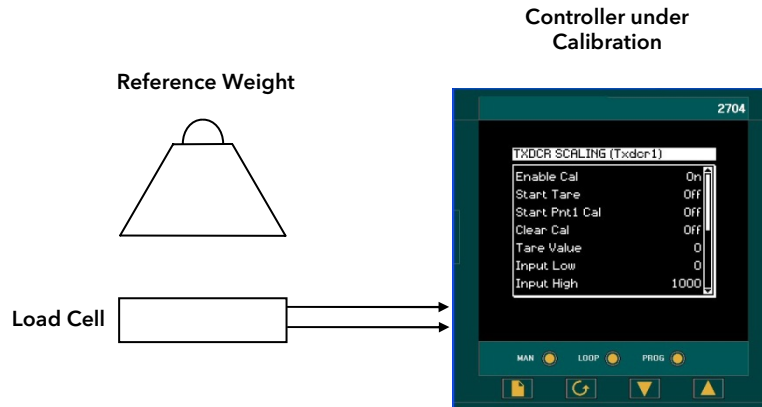 Controller under
Calibration
Reference Weight
2704
TXDCR SCALING (Txdcr1)
Enable Cal On
Start Tare Off
Start Pnt1 Cal Off
Clear Cal Off
Tare Value 0
Input Low 0
Input High 1000
Load Cell
MAN LOOP PROG